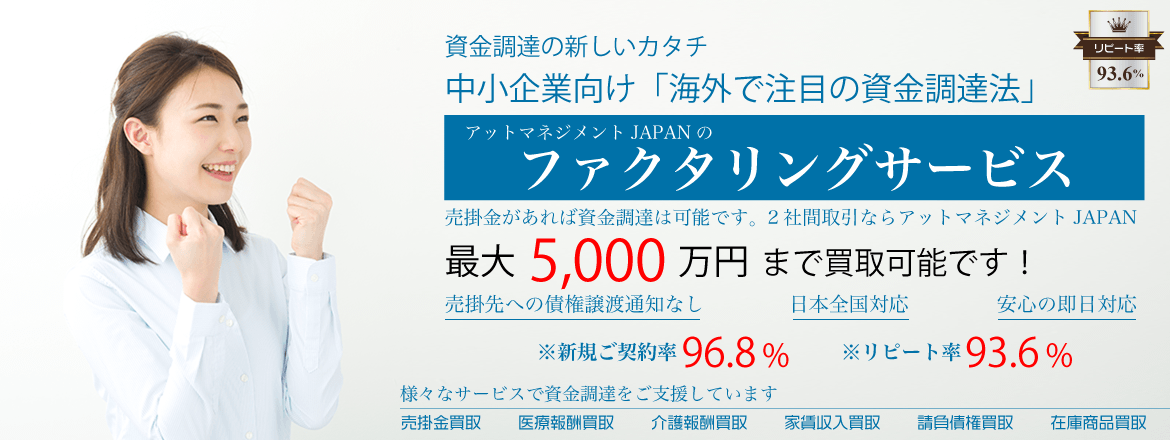 資金調達の新しいカタチ
リピート率
93.6%
中小企業向け「海外で注目の資金調達法」
アットマネジメント JAPAN の
ファクタリングサービス
売掛金があれば資金調達は可能です。2 社間取引ならアットマネジメント JAPAN
最大 5,000 万円 まで買取可能です！
売掛先への債権譲渡通知なし 日本全国対応 安心の即日対応
※新規ご契約率 96.8 % ※リピート率 93.6 %
様々なサービスで資金調達をご支援しています
売掛金買取 医療報酬買取 介護報酬買取 家賃収入買取 請負債権買取 在庫商品買取